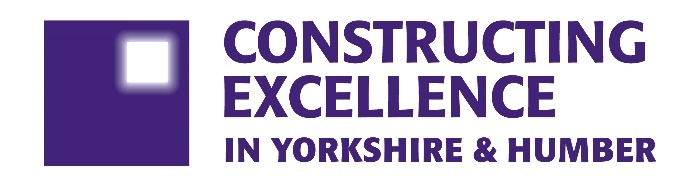 CONSTRUCTING
EXCELLENCE
IN YORKSHIRE & HUMBER